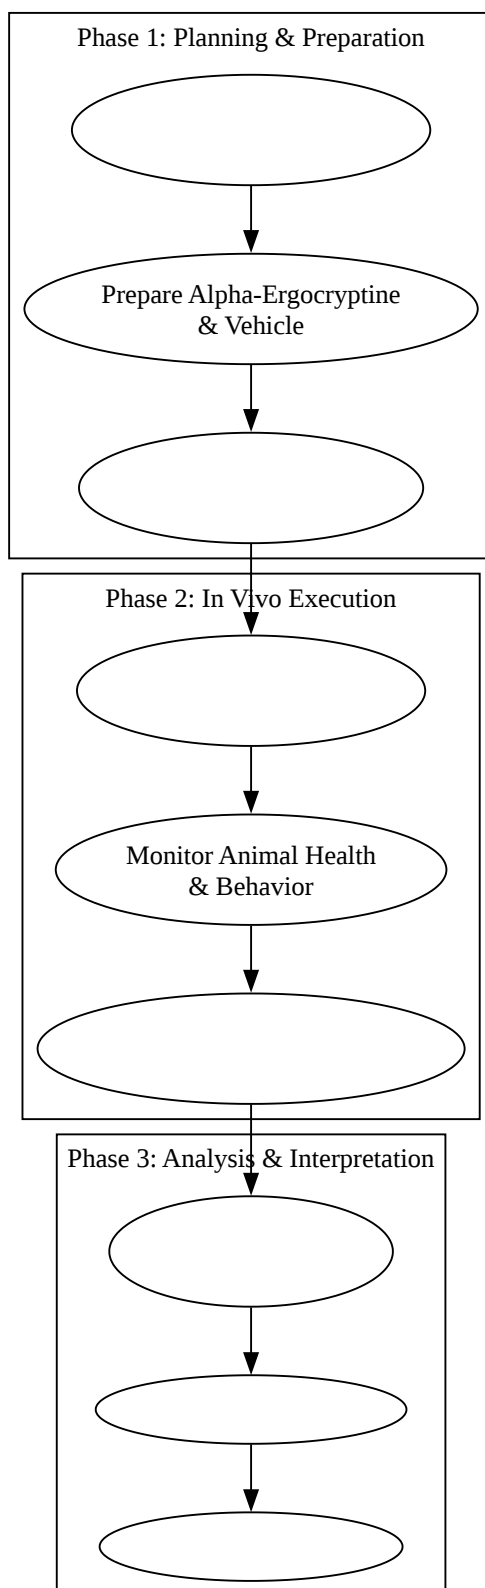 Phase 1: Planning & Preparation
Prepare Alpha-Ergocryptine
& Vehicle
Phase 2: In Vivo Execution
Monitor Animal Health
& Behavior
Phase 3: Analysis & Interpretation